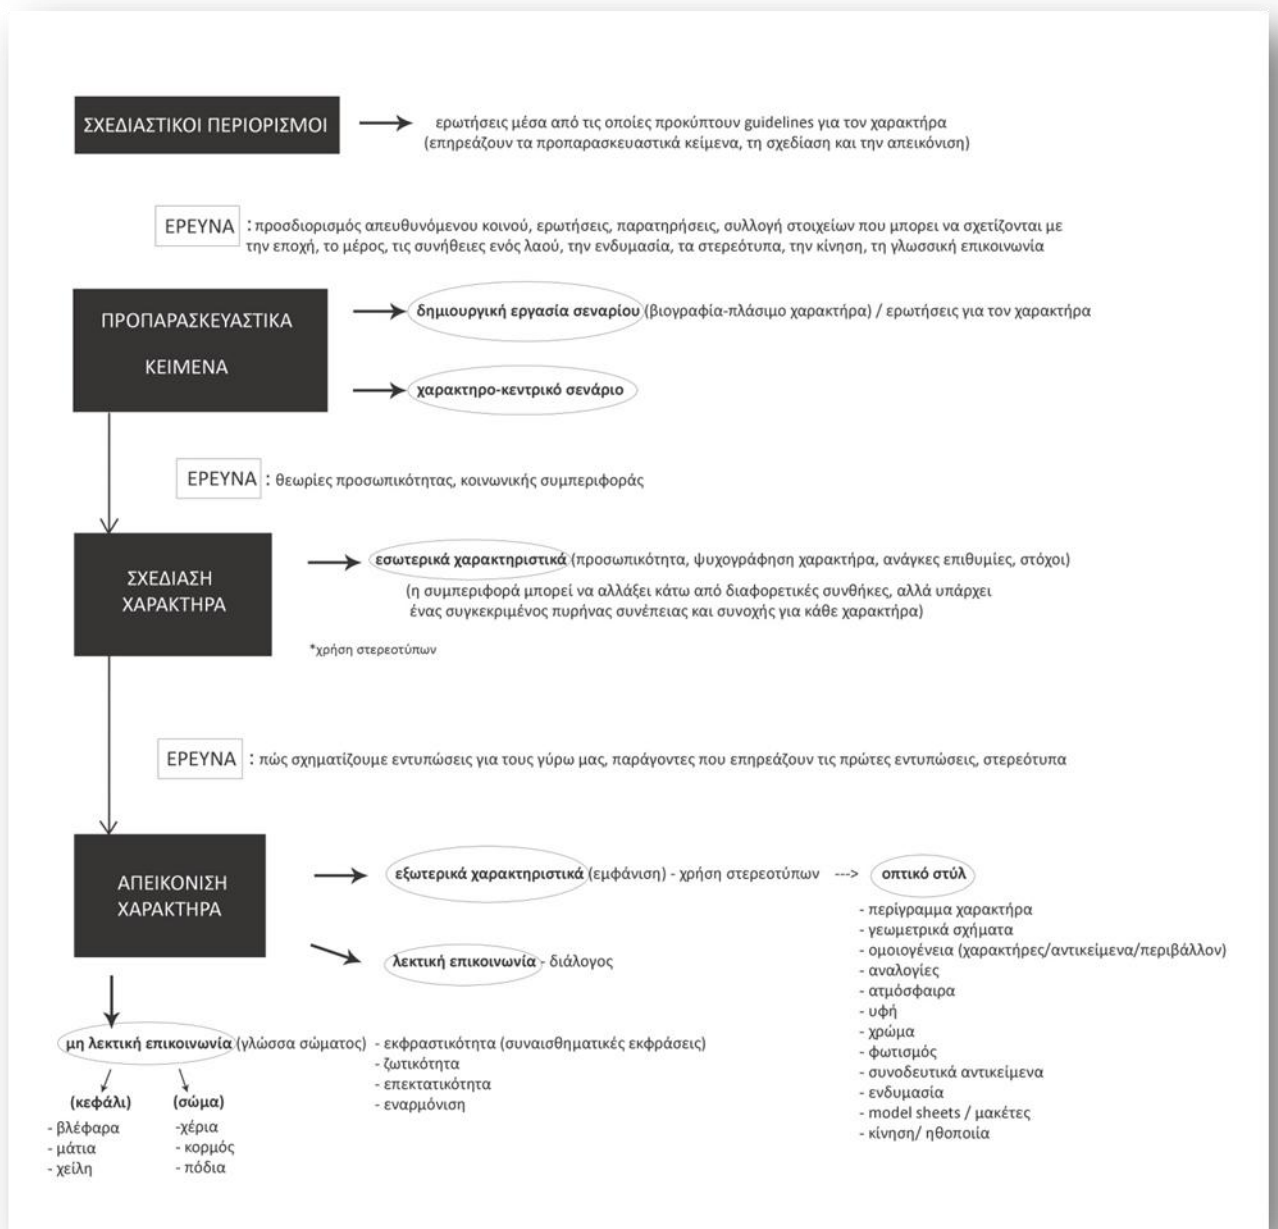 ΣΧΕΔΙΑΣΤΙΚΟΙ ΠΕΡΙΟΡΙΣΜΟΙ
ερωτήσεις μέσα από τις οποίες προκύπτουν guidelines για τον χαρακτήρα
(επηρεάζουν τα προπαρασκευαστικά κείμενα, τη σχεδίαση και την απεικόνιση)
ΕΡΕΥΝΑ : προσδιορισμός απευθυνόμενου κοινού, ερωτήσεις, παρατηρήσεις, συλλογή στοιχείων που μπορει να σχετίζονται με
την εποχή, το μέρος, τις συνήθειες ενός λαού, την ενδυμασία, τα στερεότυπα, την κίνηση, τη γλωσσική επικοινωνία
ΠΡΟΠΑΡΑΣΚΕΥΑΣΤΙΚΑ
ΚΕΙΜΕΝΑ
δημιουργική εργασία σεναρίου (βιογραφία-πλάσιμο χαρακτήρα) / ερωτήσεις για τον χαρακτήρα
χαρακτηρο-κεντρικό σενάριο
ΕΡΕΥΝΑ : θεωρίες προσωπικότητας, κοινωνικής συμπεριφοράς
ΣΧΕΔΙΑΣΗ
ΧΑΡΑΚΤΗΡΑ
εσωτερικά χαρακτηριστικά (προσωπικότητα, ψυχογράφηση χαρακτήρα, ανάγκες επιθυμίες, στόχοι)
(η συμπεριφορά μπορεί να αλλάξει κάτω από διαφορετικές συνθήκες, αλλά υπάρχει
ένας συγκεκριμένος πυρήνας συνέπειας και συνοχής για κάθε χαρακτήρα)
*χρήση στερεοτύπων
ΕΡΕΥΝΑ : πώς σχηματίζουμε εντυπώσεις για τους γύρω μας, παράγοντες που επηρεάζουν τις πρώτες εντυπώσεις, στερεότυπα
ΑΠΕΙΚΟΝΙΣΗ
ΧΑΡΑΚΤΗΡΑ
εξωτερικά χαρακτηριστικά (εμφάνιση) - χρήση στερεοτύπων ---> οπτικό στύλ
- περίγραμμα χαρακτήρα
- γεωμετρικά σχήματα
- ομοιογένεια (χαρακτήρες/αντικείμενα/περιβάλλον)
- αναλογίες
- ατμόσφαιρα
- υφή
- χρώμα
- φωτισμός
- συνοδευτικά αντικείμενα
- ενδυμασία
- model sheets / μακέτες
- κίνηση/ ηθοποιία
λεκτική επικοινωνία - διάλογος
μη λεκτική επικοινωνία (γλώσσα σώματος)
- εκφραστικότητα (συναισθηματικές εκφράσεις)
- ζωτικότητα
- επεκτατικότητα
- εναρμόνιση
(κεφάλι)
- βλέφαρα
- μάτια
- χείλη
(σώμα)
-χέρια
- κορμός
- πόδια